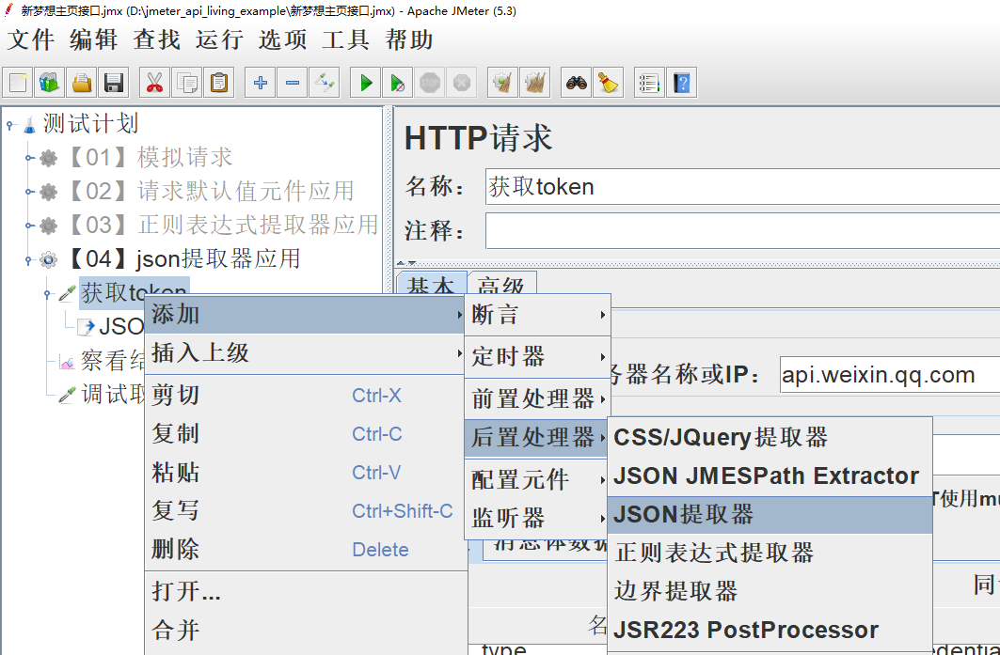 新梦想主页接口.jmx (D:\jmeter_api_living_example\新梦想主页接口.jmx) - Apache JMeter (5.3)
文件 编辑 查找 运行 选项 工具 帮助
测试计划
【01】模拟请求
【02】请求默认值元件应用
【03】正则表达式提取器应用
【04】json提取器应用
获取token
JSO
察看结
调试取
HTTP请求
名称： 获取token
注释：
基本 高级
务器名称或IP： api.weixin.qq.com
T使用mu
消息体数据
同
名
type
edentia
添加
插入上级
剪切 Ctrl-X
复制 Ctrl-C
粘贴 Ctrl-V
复写 Ctrl+Shift-C
删除 Delete
打开...
合并
断言
定时器
前置处理器
后置处理器
配置元件
监听器
CSS/JQuery提取器
JSON JMESPath Extractor
JSON提取器
正则表达式提取器
边界提取器
JSR223 PostProcessor